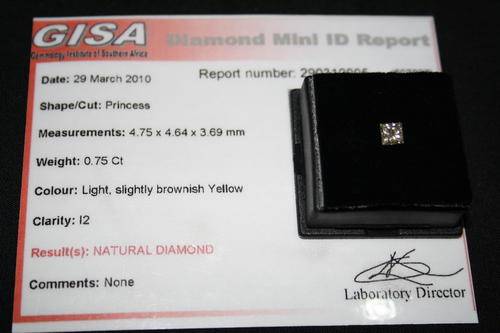 GISA
Gemmology Institute of Southern Africa
Diamond Mini ID Report
Date: 29 March 2010
Report number:
Shape/Cut: Princess
Measurements: 4.75 x 4.64 x 3.69 mm
Weight: 0.75 Ct
Colour: Light, slightly brownish Yellow
Clarity: I2
Result(s): NATURAL DIAMOND
Comments: None
Laboratory Director